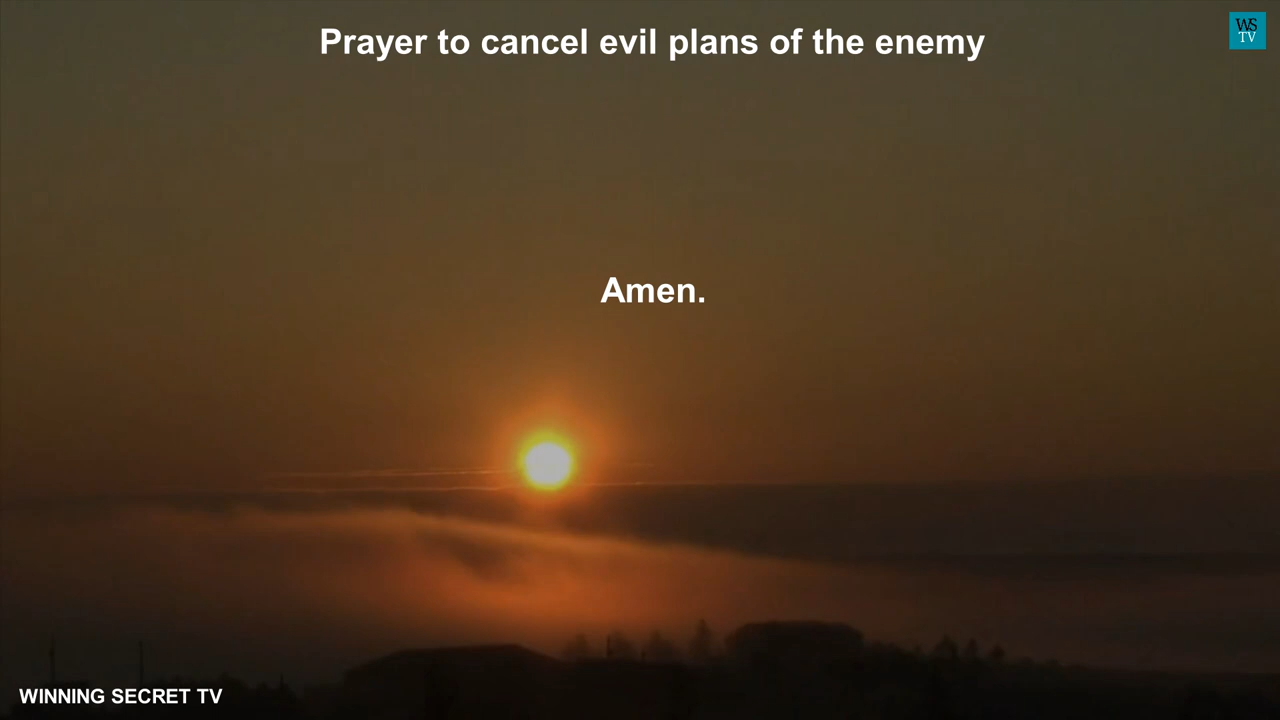 Prayer to cancel evil plans of the enemy
WS
TV
Amen.
WINNING SECRET TV